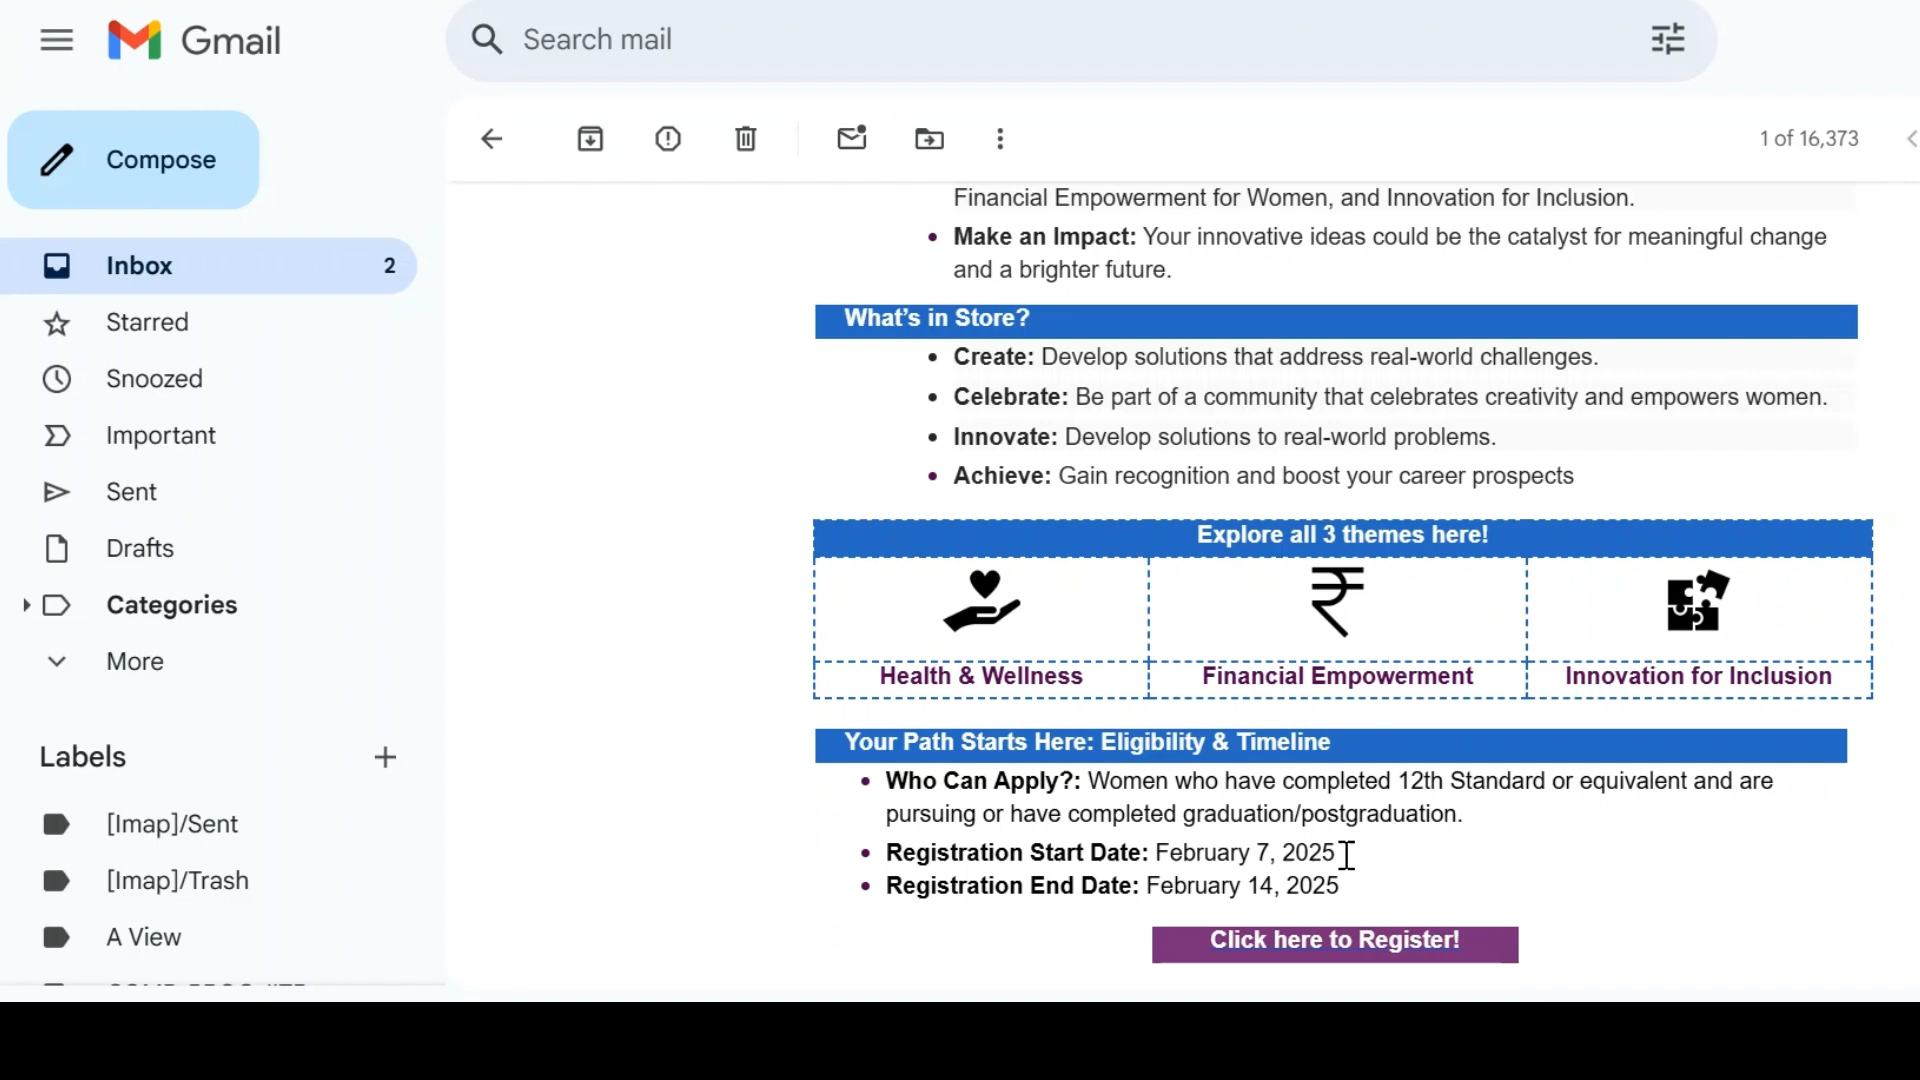 Gmail
Search mail
Compose
1 of 16,373
Inbox 2
Starred
Snoozed
Important
Sent
Drafts
Categories
More
Labels
[Imap]/Sent
[Imap]/Trash
A View
Financial Empowerment for Women, and Innovation for Inclusion.
Make an Impact: Your innovative ideas could be the catalyst for meaningful change
and a brighter future.
What’s in Store?
Create: Develop solutions that address real-world challenges.
Celebrate: Be part of a community that celebrates creativity and empowers women.
Innovate: Develop solutions to real-world problems.
Achieve: Gain recognition and boost your career prospects
Explore all 3 themes here!
₹
Health & Wellness
Financial Empowerment
Innovation for Inclusion
Your Path Starts Here: Eligibility & Timeline
Who Can Apply?: Women who have completed 12th Standard or equivalent and are
pursuing or have completed graduation/postgraduation.
Registration Start Date: February 7, 2025
Registration End Date: February 14, 2025
Click here to Register!